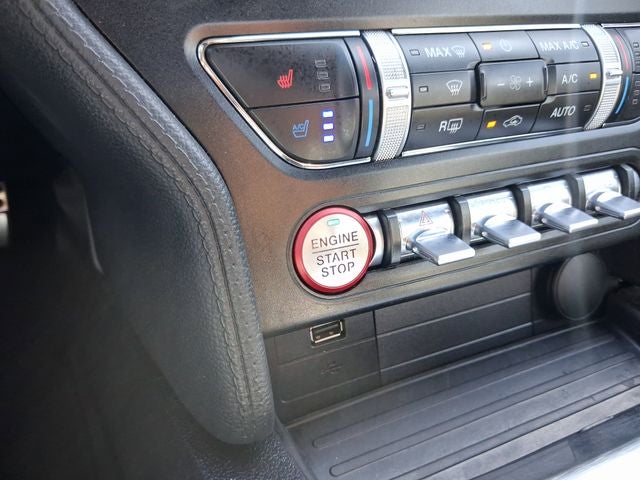 MAX
MAX A/C
A/C
A/C
R
AUTO
ENGINE
START
STOP